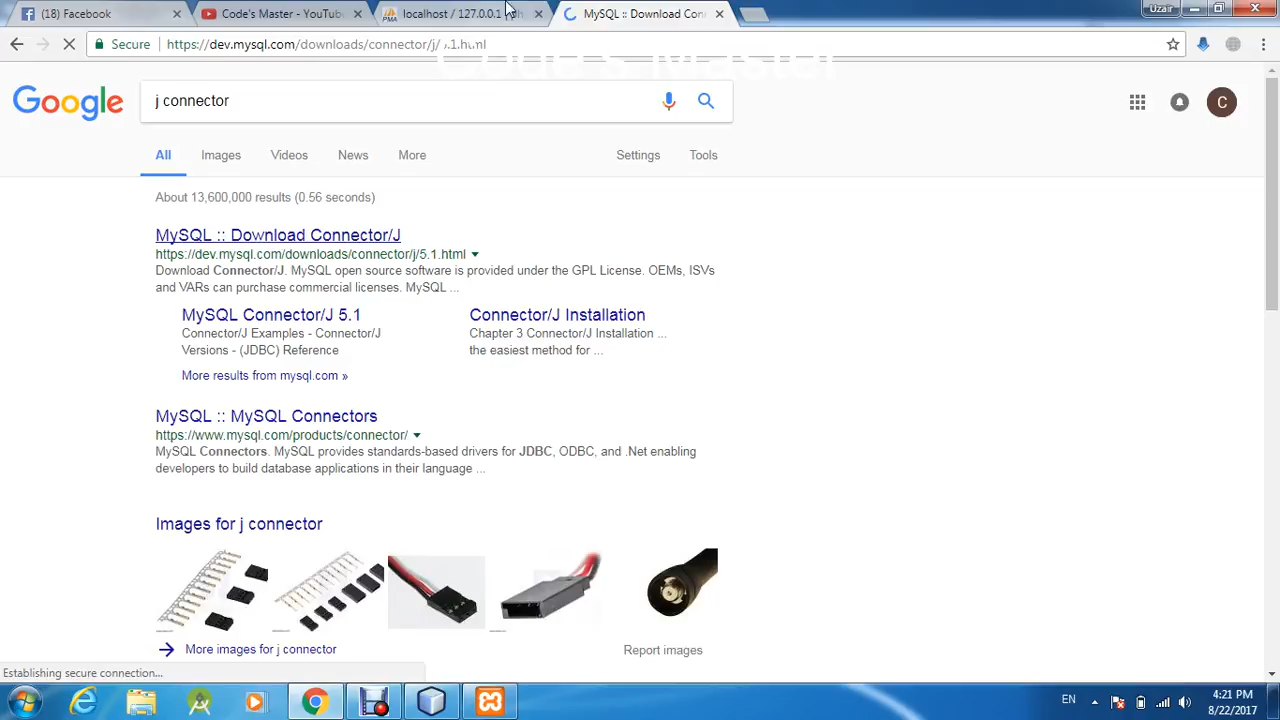 (18) Facebook
Code's Master - YouTub
localhost / 127.0.0.1
MySQL :: Download Con
Uzair
Secure
https://dev.mysql.com/downloads/connector/j/
Code's Master
Google
j connector
C
All
Images
Videos
News
More
Settings
Tools
About 13,600,000 results (0.56 seconds)
MySQL :: Download Connector/J
https://dev.mysql.com/downloads/connector/j/5.1.html
Download Connector/J. MySQL open source software is provided under the GPL License. OEMs, ISVs
and VARs can purchase commercial licenses. MySQL ...
MySQL Connector/J 5.1
Connector/J Examples - Connector/J
Versions - (JDBC) Reference
Connector/J Installation
Chapter 3 Connector/J Installation ...
the easiest method for ...
More results from mysql.com »
MySQL :: MySQL Connectors
https://www.mysql.com/products/connector/
MySQL Connectors. MySQL provides standards-based drivers for JDBC, ODBC, and .Net enabling
developers to build database applications in their language ...
Images for j connector
More images for j connector
Report images
Establishing secure connection...
EN
4:21 PM
8/22/2017